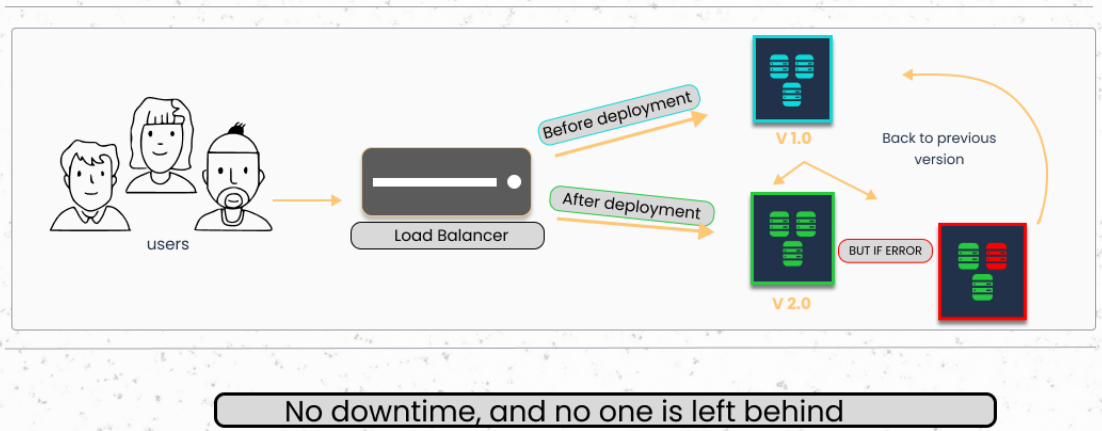 Before deployment
V 1.0
Back to previous
version
After deployment
users
Load Balancer
BUT IF ERROR
V 2.0
No downtime, and no one is left behind